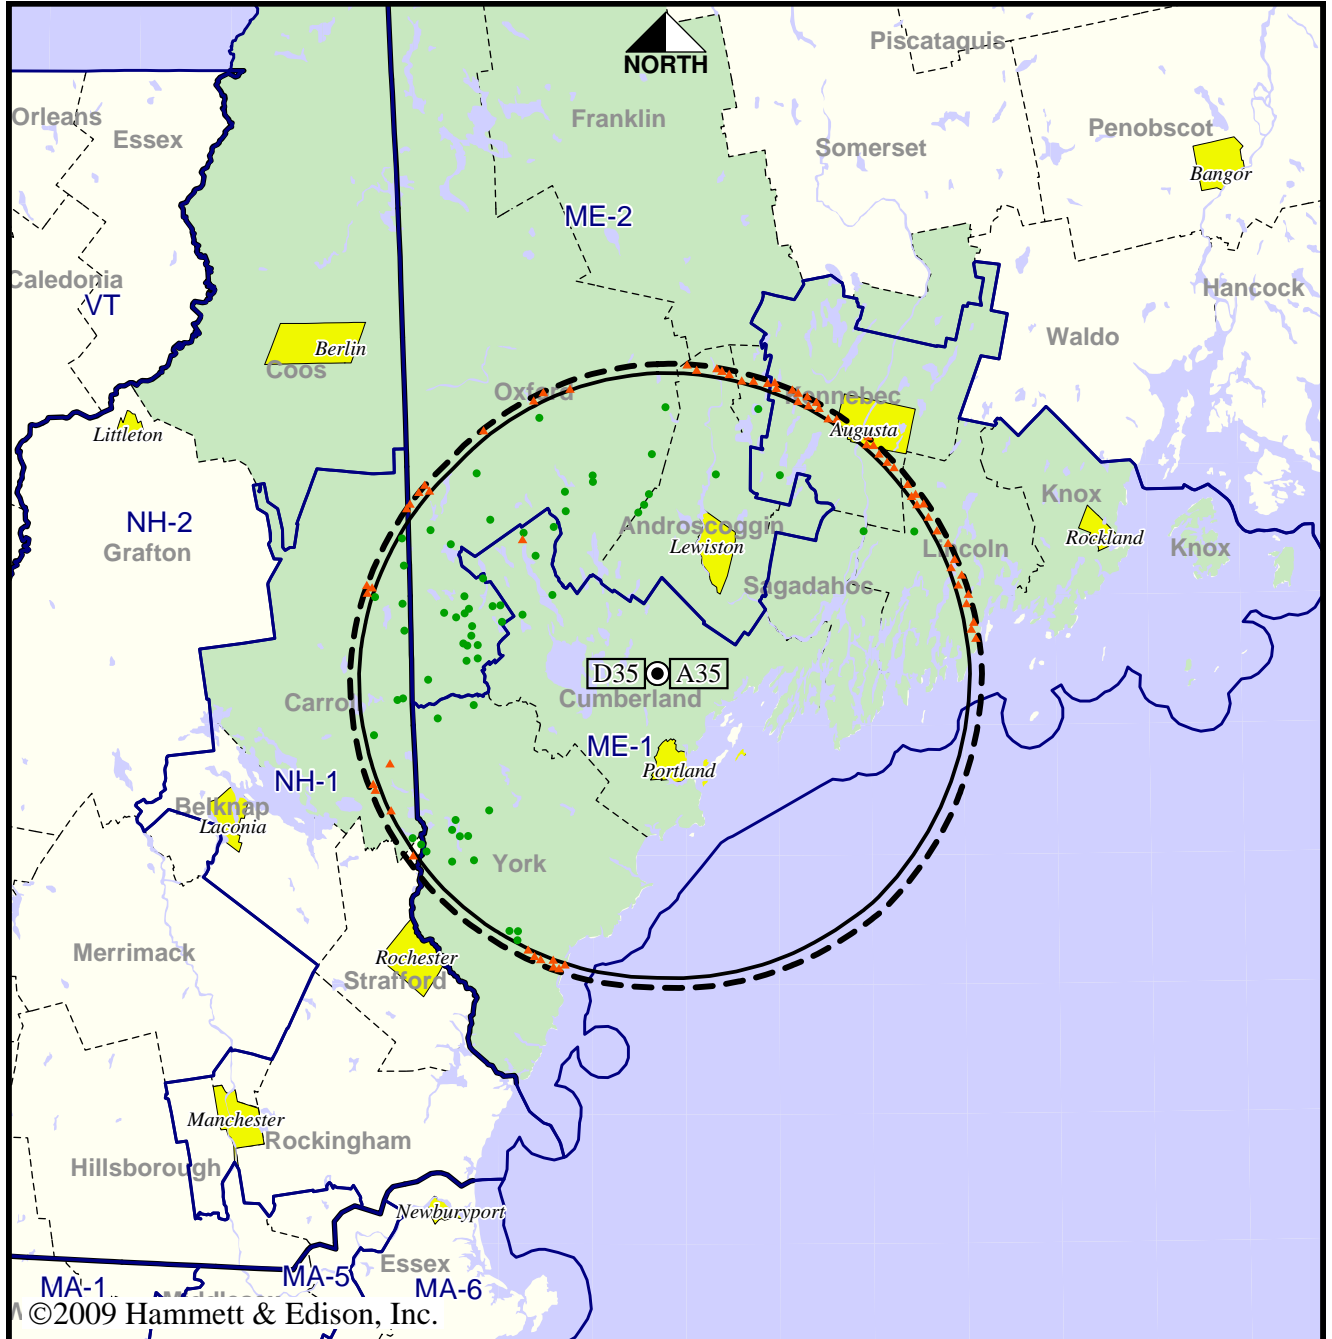 NORTH
Piscataquis
Orleans
Essex
Franklin
Penobscot
Somerset
Bangor
ME-2
Caledonia
VT
Hancock
Waldo
Berlin
Coos
Oxford
Kennebec
Littleton
Augusta
Knox
NH-2
Grafton
Androscoggin
Lewiston
Rockland
Lincoln
Knox
Sagadahoc
D35 A35
Carroll
Cumberland
ME-1
Portland
NH-1
Belknap
Laconia
York
Merrimack
Rochester
Strafford
Manchester
Rockingham
Hillsborough
Newburyport
Essex
MA-5
MA-1
MA-6
©2009 Hammett & Edison, Inc.